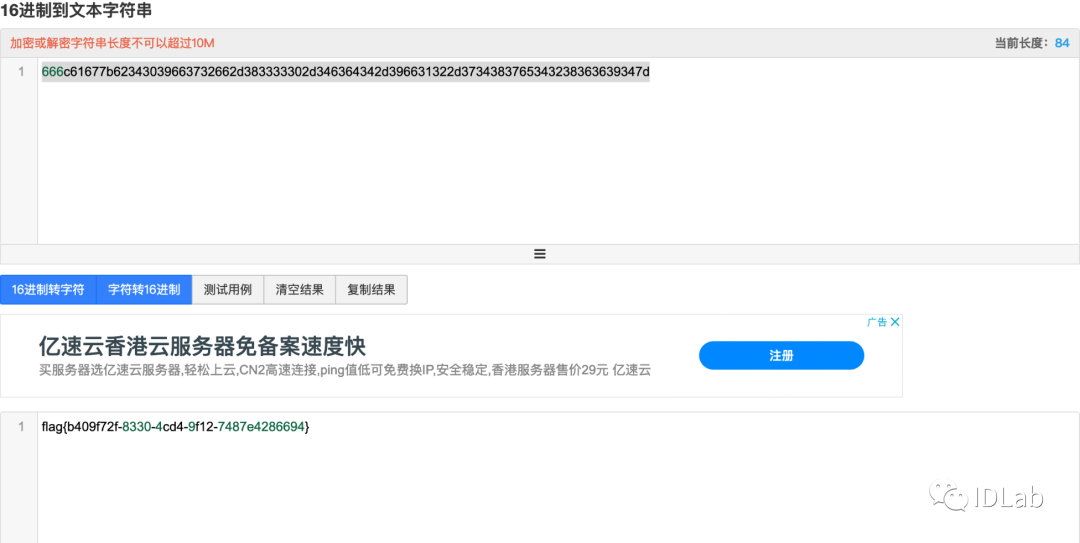 16进制到文本字符串
加密或解密字符串长度不可以超过10M 当前长度：84
1 666c61677b62343039663732662d383333302d346364342d396631322d3734383765343238363639347d
16进制转字符 字符转16进制 测试用例 清空结果 复制结果
广告
亿速云香港云服务器免备案速度快
买服务器选亿速云服务器,轻松上云,CN2高速连接,ping值低可免费换IP,安全稳定,香港服务器售价29元 亿速云
注册
1 flag{b409f72f-8330-4cd4-9f12-7487e4286694}
IDLab